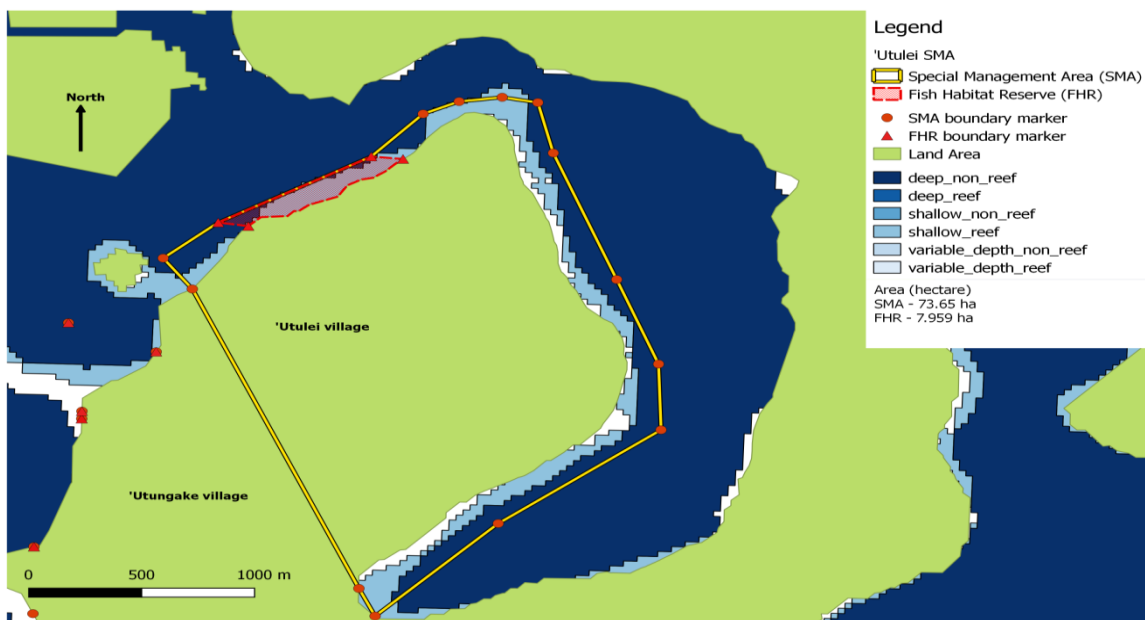 North
'Utulei village
'Utungake village
0 500 1000 m
Legend
'Utulei SMA
Special Management Area (SMA)
Fish Habitat Reserve (FHR)
SMA boundary marker
FHR boundary marker
Land Area
deep_non_reef
deep_reef
shallow_non_reef
shallow_reef
variable_depth_non_reef
variable_depth_reef
Area (hectare)
SMA - 73.65 ha
FHR - 7.959 ha